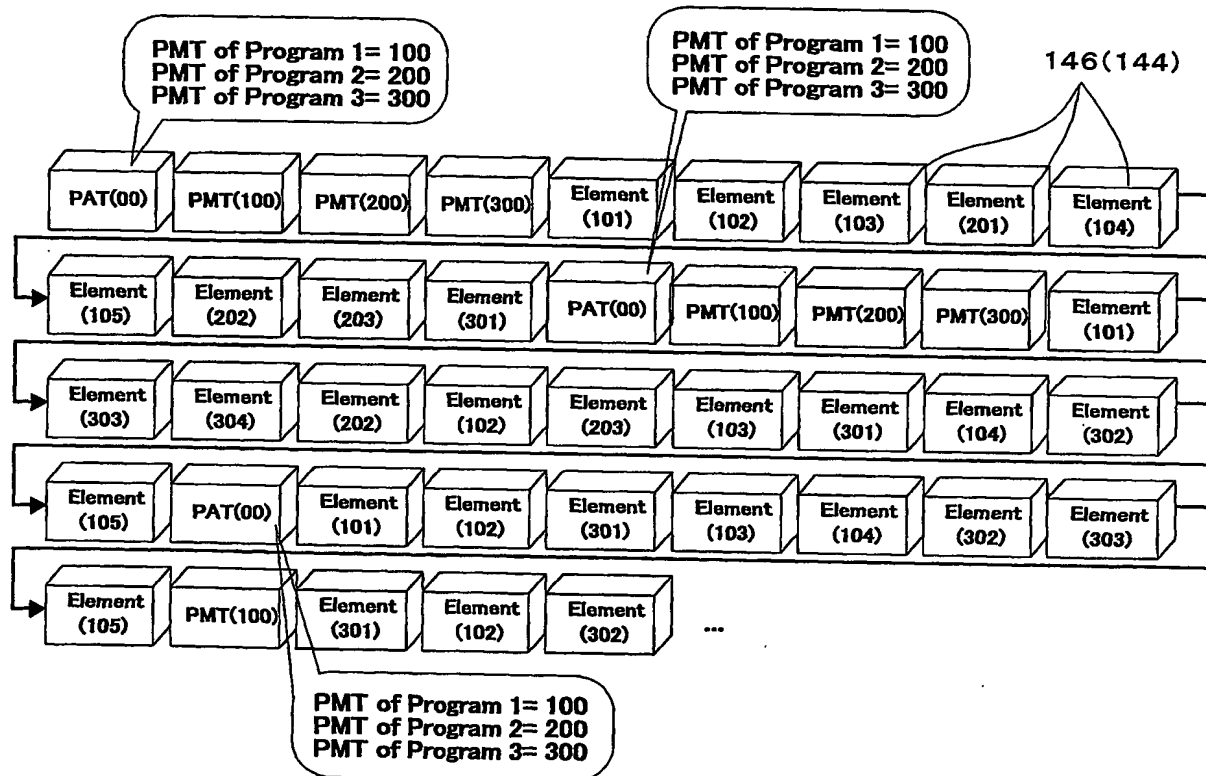 PMT of Program 1= 100
PMT of Program 2= 200
PMT of Program 3= 300
PMT of Program 1= 100
PMT of Program 2= 200
PMT of Program 3= 300
146(144)
PAT(00) PMT(100) PMT(200) PMT(300) Element (101) Element (102) Element (103) Element (201) Element (104)
Element (105) Element (202) Element (203) Element (301) PAT(00) PMT(100) PMT(200) PMT(300) Element (101)
Element (303) Element (304) Element (202) Element (102) Element (203) Element (103) Element (301) Element (104) Element (302)
Element (105) PAT(00) Element (101) Element (102) Element (301) Element (103) Element (104) Element (302) Element (303)
Element (105) PMT(100) Element (301) Element (102) Element (302) ...
PMT of Program 1= 100
PMT of Program 2= 200
PMT of Program 3= 300